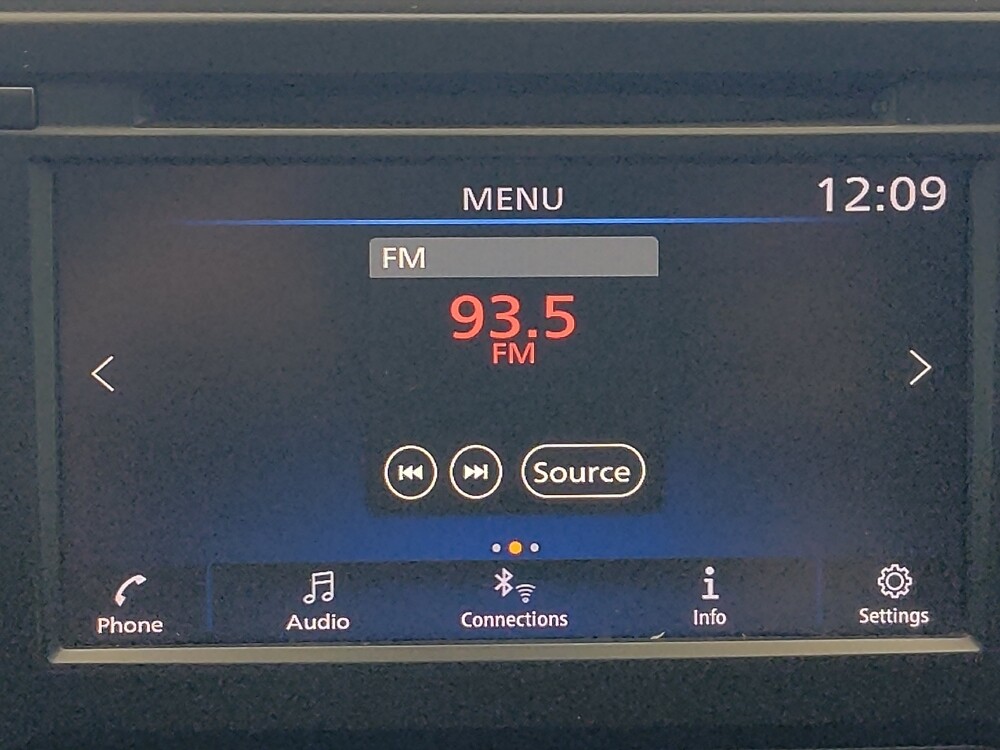 MENU
12:09
FM
93.5
FM
Source
Phone
Audio
Connections
Info
Settings